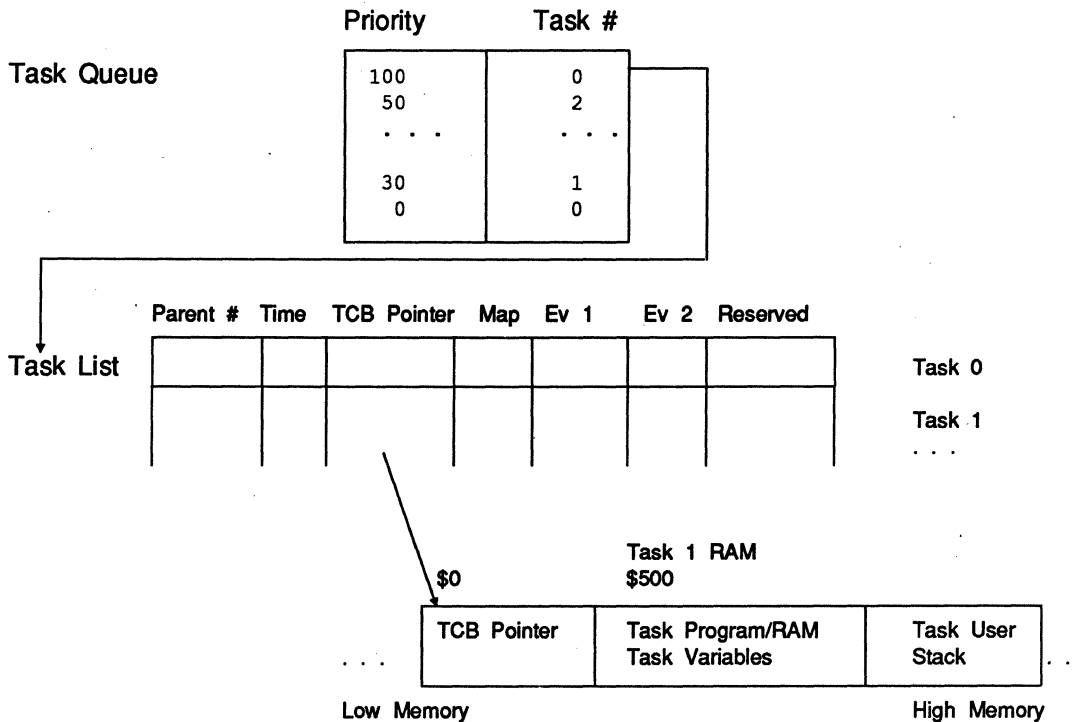 Priority Task #
Task Queue
100 0
50 2
. . . . . .
30 1
0 0
Parent # Time TCB Pointer Map Ev 1 Ev 2 Reserved
Task List
Task 0
Task 1
. . .
Task 1 RAM
$0 $500
TCB Pointer Task Program/RAM Task User
. . . Task Variables Stack . .
Low Memory High Memory